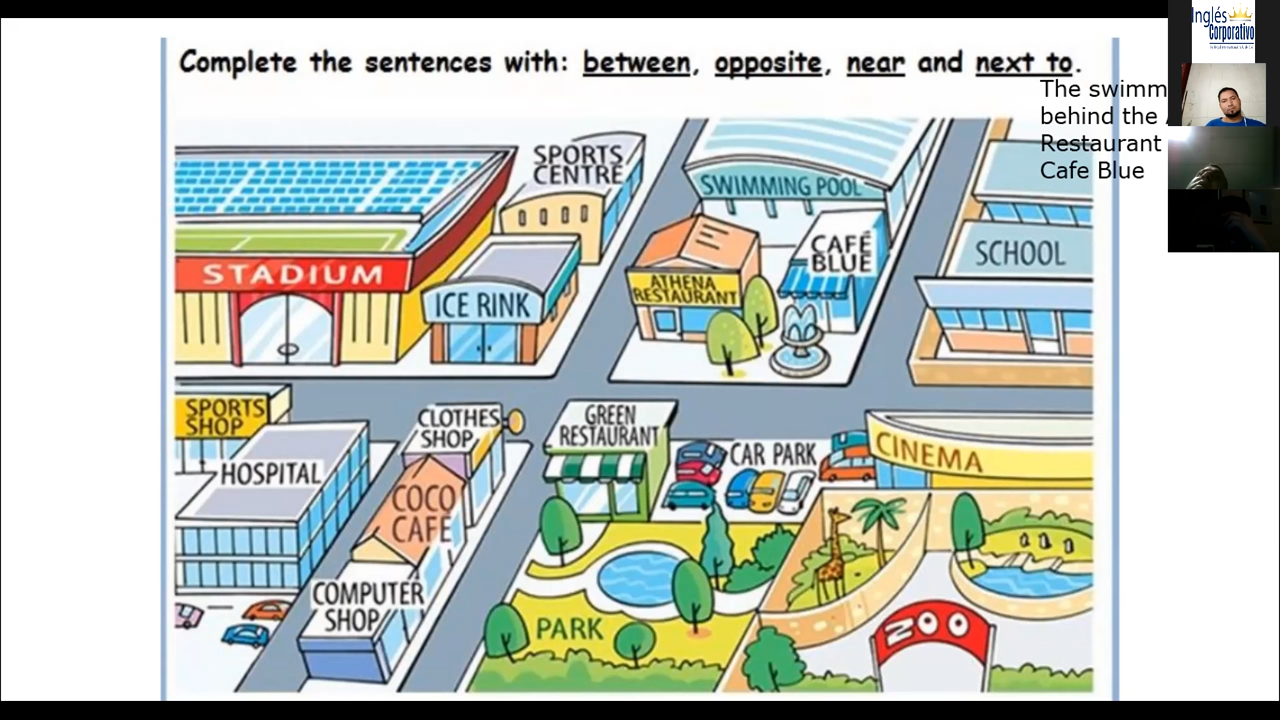 Inglés
Corporativo
Complete the sentences with: between, opposite, near and next to.
The swimm
behind the
Restaurant
Cafe Blue
SPORTS
CENTRE
SWIMMING POOL
STADIUM
ICE RINK
ATHENA
RESTAURANT
CAFÉ
BLUE
SCHOOL
SPORTS
SHOP
HOSPITAL
CLOTHES
SHOP
COCO
CAFÉ
COMPUTER
SHOP
GREEN
RESTAURANT
CAR PARK
CINEMA
PARK
ZOO